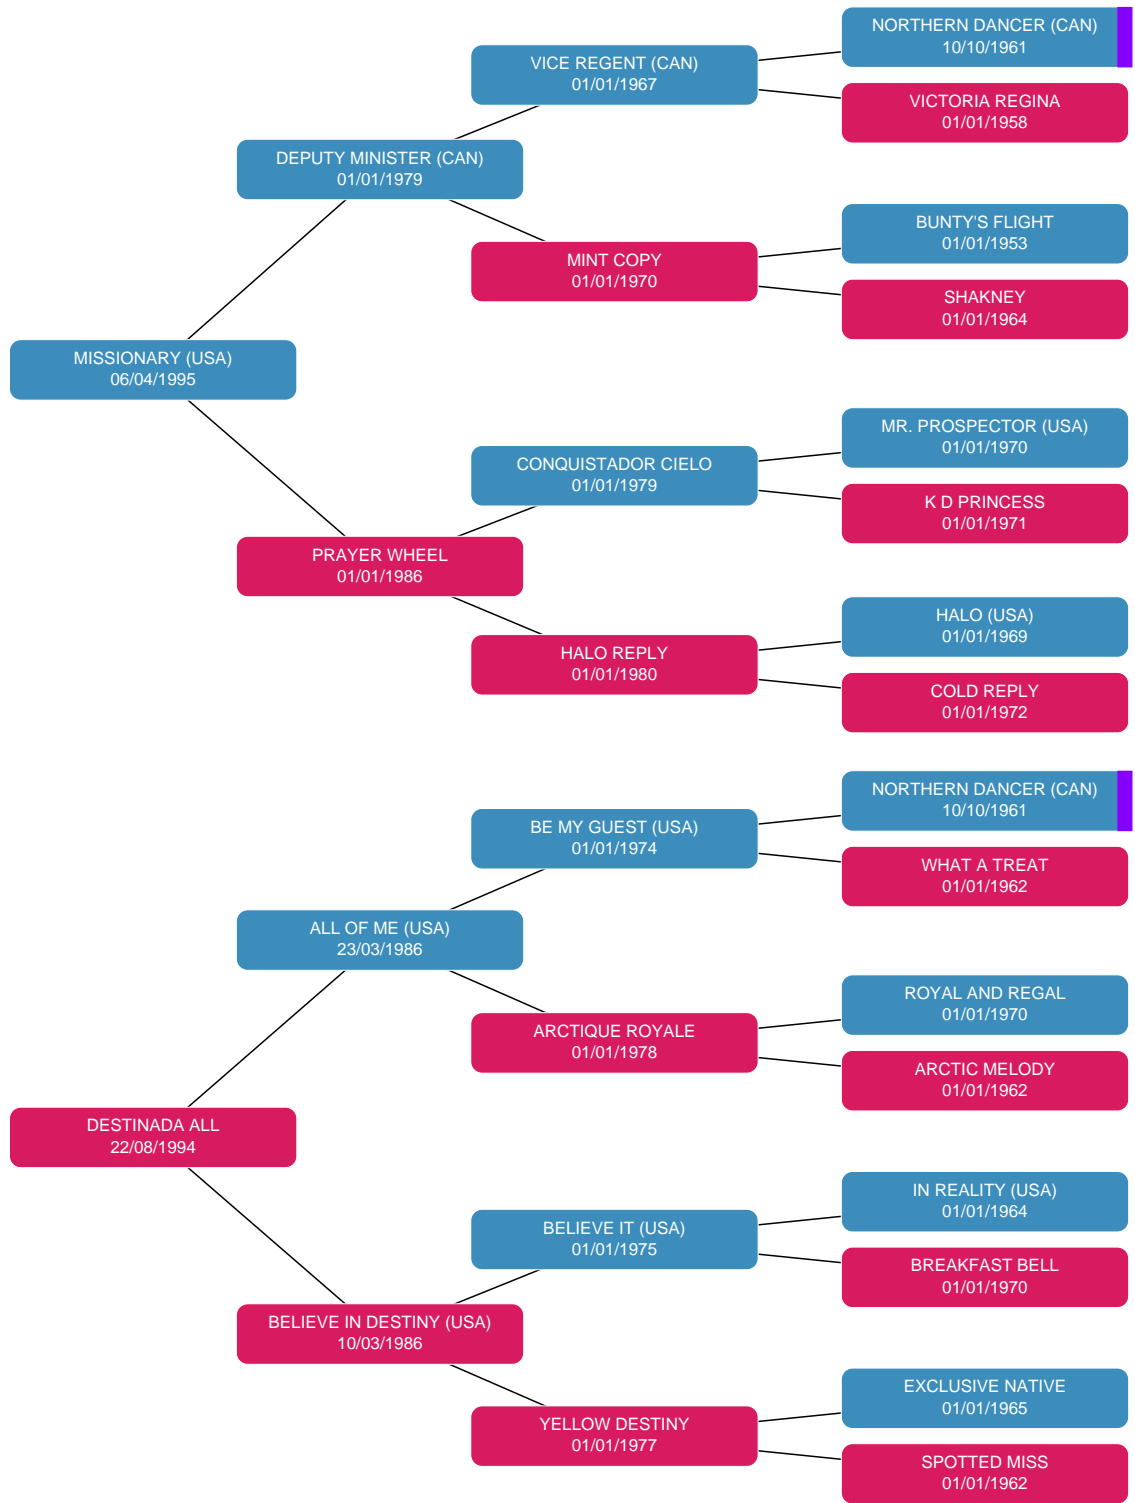 NORTHERN DANCER (CAN)
10/10/1961
VICE REGENT (CAN)
01/01/1967
VICTORIA REGINA
01/01/1958
DEPUTY MINISTER (CAN)
01/01/1979
BUNTY'S FLIGHT
01/01/1953
MINT COPY
01/01/1970
SHAKNEY
01/01/1964
MISSIONARY (USA)
06/04/1995
MR. PROSPECTOR (USA)
01/01/1970
CONQUISTADOR CIELO
01/01/1979
K D PRINCESS
01/01/1971
PRAYER WHEEL
01/01/1986
HALO (USA)
01/01/1969
HALO REPLY
01/01/1980
COLD REPLY
01/01/1972
NORTHERN DANCER (CAN)
10/10/1961
BE MY GUEST (USA)
01/01/1974
WHAT A TREAT
01/01/1962
ALL OF ME (USA)
23/03/1986
ROYAL AND REGAL
01/01/1970
ARCTIQUE ROYALE
01/01/1978
ARCTIC MELODY
01/01/1962
DESTINADA ALL
22/08/1994
IN REALITY (USA)
01/01/1964
BELIEVE IT (USA)
01/01/1975
BREAKFAST BELL
01/01/1970
BELIEVE IN DESTINY (USA)
10/03/1986
EXCLUSIVE NATIVE
01/01/1965
YELLOW DESTINY
01/01/1977
SPOTTED MISS
01/01/1962